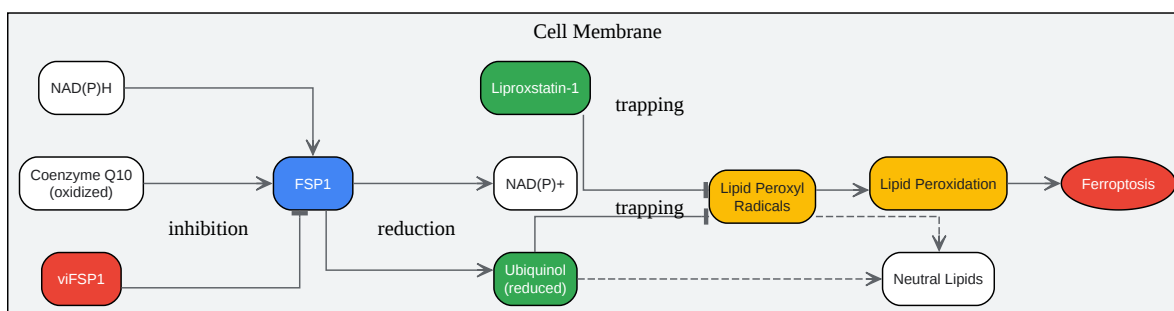 Cell Membrane
NAD(P)H
Liproxstatin-1
trapping
Coenzyme Q10
(oxidized)
FSP1
NAD(P)+
Lipid Peroxyl
Radicals
Lipid Peroxidation
Ferroptosis
inhibition
reduction
trapping
viFSP1
Ubiquinol
(reduced)
Neutral Lipids